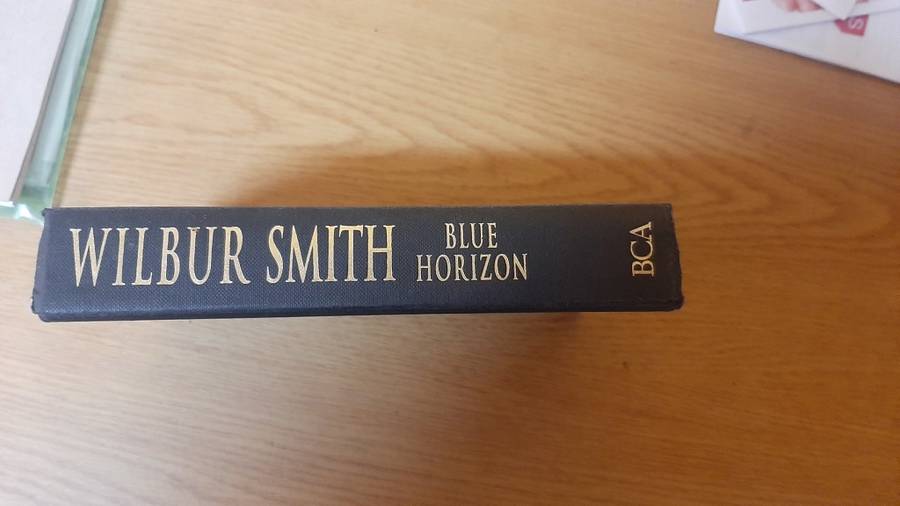 WILBUR SMITH
BLUE
HORIZON
BCA